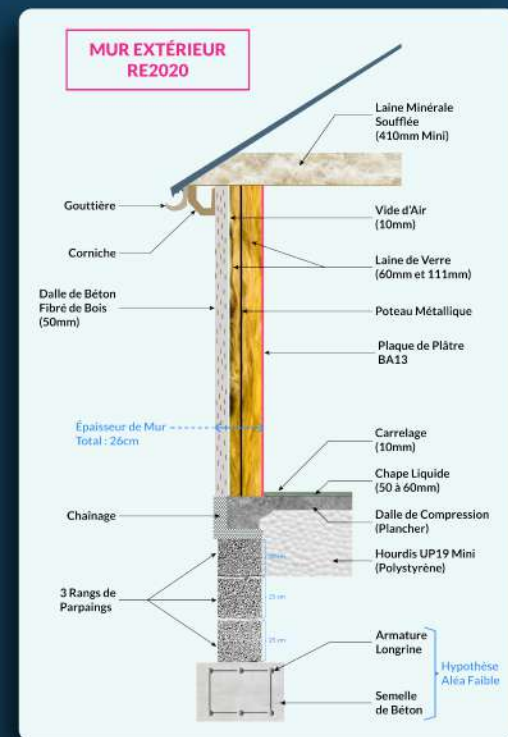 MUR EXTÉRIEUR
RE2020
Laine Minérale
Soufflée
(410mm Mini)
Gouttière
Corniche
Vide d'Air
(10mm)
Laine de Verre
(60mm et 111mm)
Dalle de Béton
Fibré de Bois
(50mm)
Poteau Métallique
Plaque de Plâtre
BA13
Épaisseur de Mur
Total : 26cm
Carrelage
(10mm)
Chape Liquide
(50 à 60mm)
Chaînage
Dalle de Compression
(Plancher)
Hourdis UP19 Mini
(Polystyrène)
3 Rangs de
Parpaings
25 cm
25 cm
Armature
Longrine
Hypothèse
Aléa Faible
Semelle
de Béton